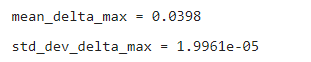 mean_delta_max = 0.0398
std_dev_delta_max = 1.9961e-05